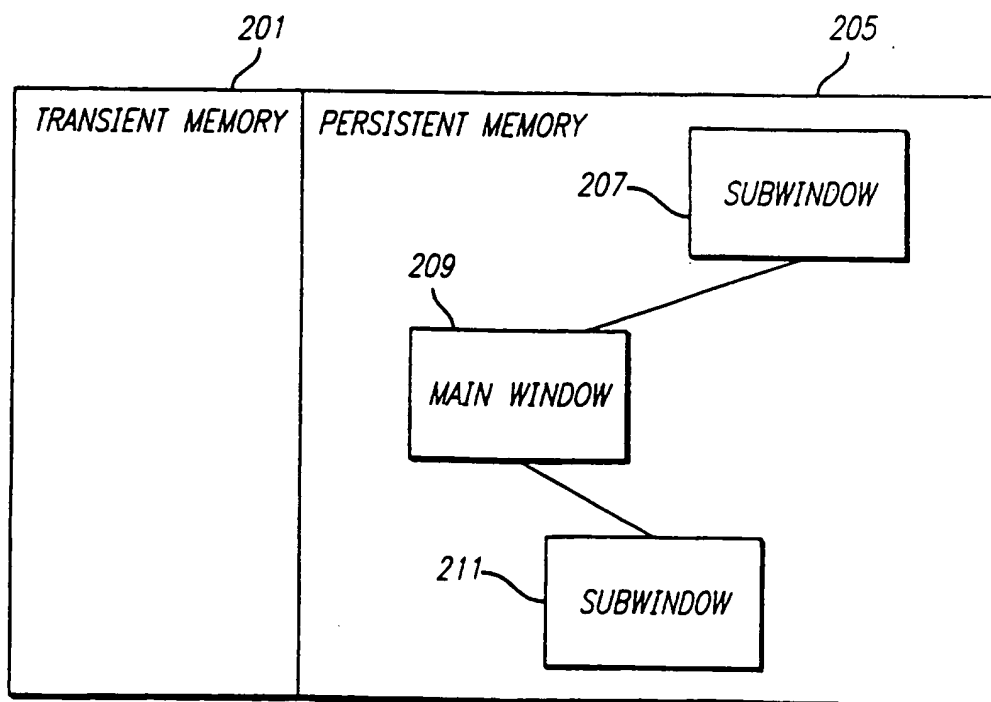 201
205
TRANSIENT MEMORY
PERSISTENT MEMORY
207
SUBWINDOW
209
MAIN WINDOW
211
SUBWINDOW